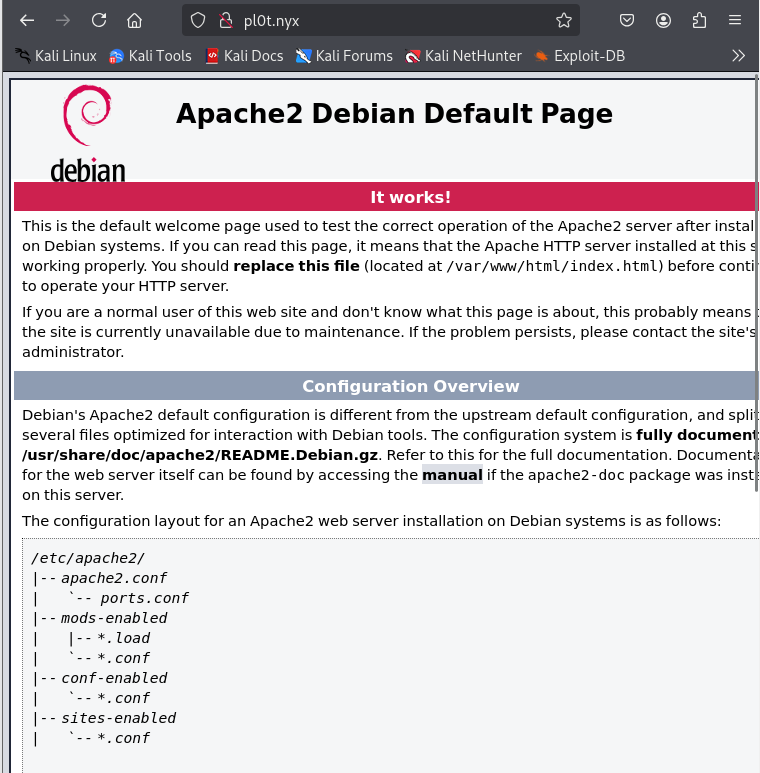 pl0t.nyx
Kali Linux Kali Tools Kali Docs Kali Forums Kali NetHunter Exploit-DB
debian
Apache2 Debian Default Page
It works!
This is the default welcome page used to test the correct operation of the Apache2 server after instal
on Debian systems. If you can read this page, it means that the Apache HTTP server installed at this s
working properly. You should replace this file (located at /var/www/html/index.html) before conti
to operate your HTTP server.
If you are a normal user of this web site and don't know what this page is about, this probably means
the site is currently unavailable due to maintenance. If the problem persists, please contact the site's
administrator.
Configuration Overview
Debian's Apache2 default configuration is different from the upstream default configuration, and spli
several files optimized for interaction with Debian tools. The configuration system is fully document
/usr/share/doc/apache2/README.Debian.gz. Refer to this for the full documentation. Documenta
for the web server itself can be found by accessing the manual if the apache2-doc package was inst
on this server.
The configuration layout for an Apache2 web server installation on Debian systems is as follows:
/etc/apache2/
|-- apache2.conf
|   `-- ports.conf
|-- mods-enabled
|   |-- *.load
|   `-- *.conf
|-- conf-enabled
|   `-- *.conf
|-- sites-enabled
|   `-- *.conf